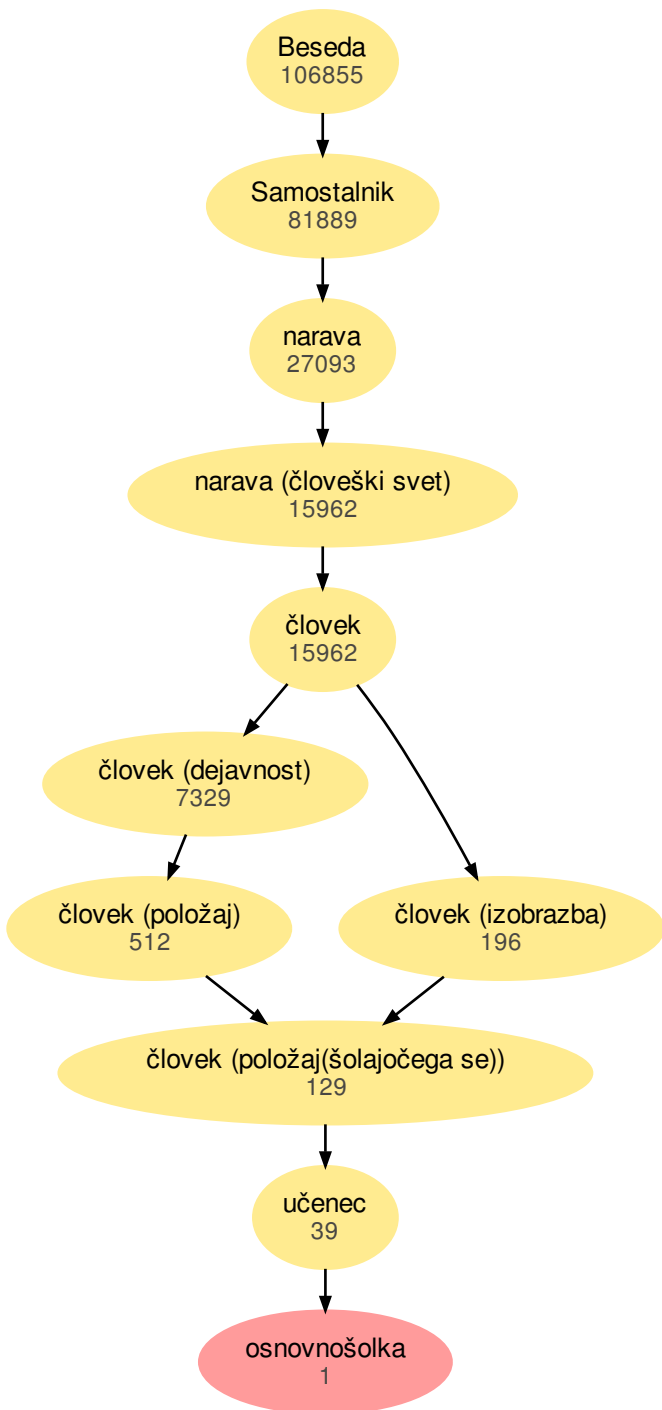 Beseda
106855
Samostalnik
81889
narava
27093
narava (človeški svet)
15962
človek
15962
človek (dejavnost)
7329
človek (položaj)
512
človek (izobrazba)
196
človek (položaj(šolajočega se))
129
učenec
39
osnovnošolka
1